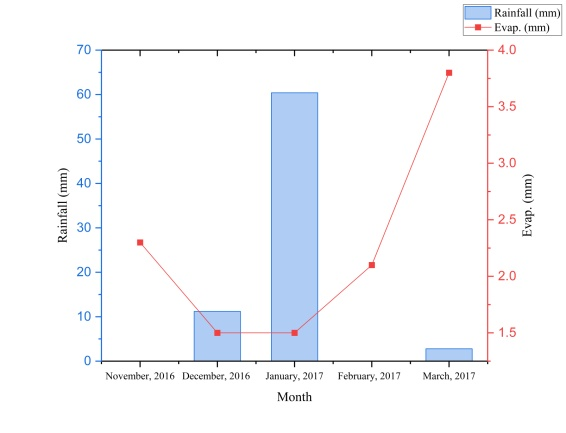 Rainfall (mm)
Evap. (mm)
70
60
50
40
30
20
10
0
Rainfall (mm)
4.0
3.5
3.0
2.5
2.0
1.5
Evap. (mm)
November, 2016 December, 2016 January, 2017 February, 2017 March, 2017
Month